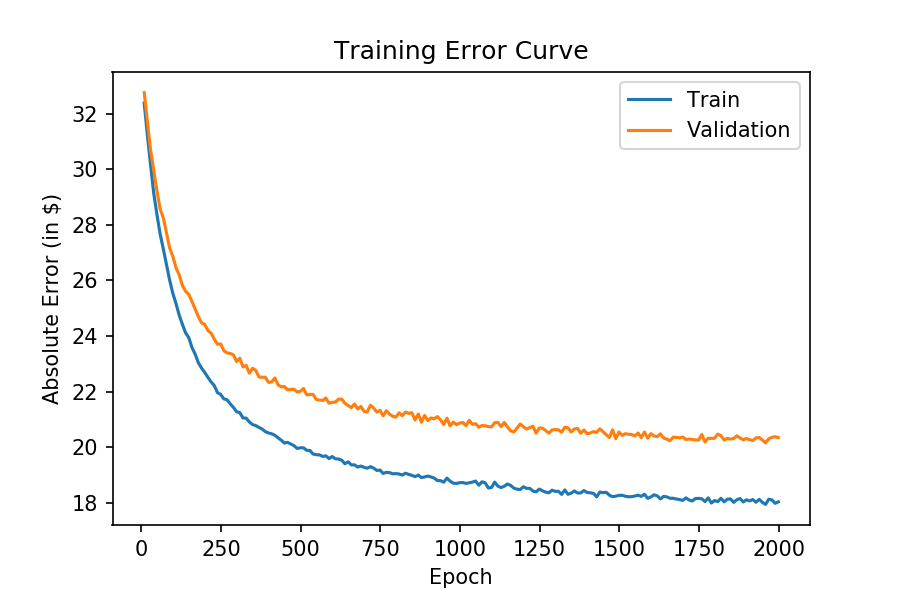 Training Error Curve
Train
Validation
Absolute Error (in $)
32
30
28
26
24
22
20
18
0 250 500 750 1000 1250 1500 1750 2000
Epoch